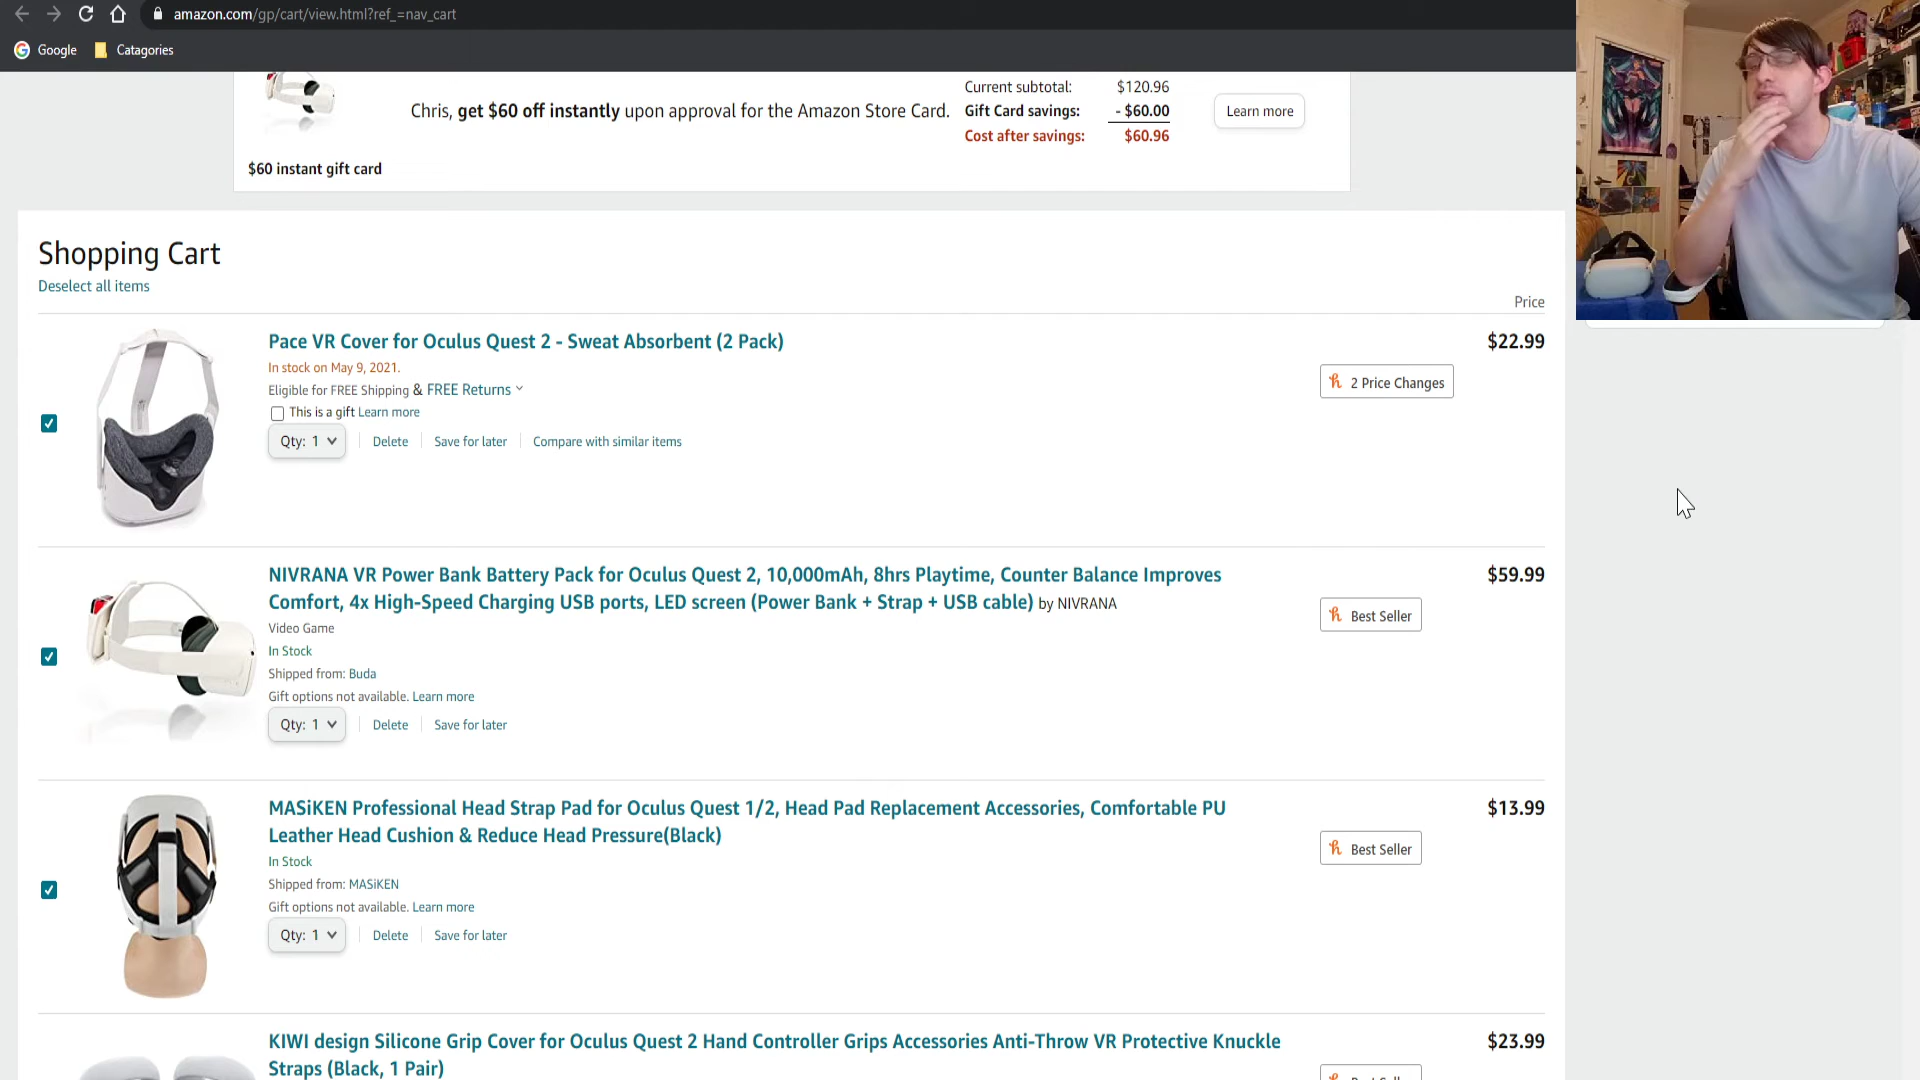 amazon.com/gp/cart/view.html?ref_=nav_cart
Google Catagories
Chris, get $60 off instantly upon approval for the Amazon Store Card.
Current subtotal: $120.96
Gift Card savings: - $60.00
Cost after savings: $60.96
Learn more
$60 instant gift card
Shopping Cart
Deselect all items
Price
Pace VR Cover for Oculus Quest 2 - Sweat Absorbent (2 Pack)
$22.99
In stock on May 9, 2021.
Eligible for FREE Shipping & FREE Returns
2 Price Changes
This is a gift Learn more
Qty: 1 Delete Save for later Compare with similar items
NIVRANA VR Power Bank Battery Pack for Oculus Quest 2, 10,000mAh, 8hrs Playtime, Counter Balance Improves
$59.99
Comfort, 4x High-Speed Charging USB ports, LED screen (Power Bank + Strap + USB cable) by NIVRANA
Best Seller
Video Game
In Stock
Shipped from: Buda
Gift options not available. Learn more
Qty: 1 Delete Save for later
MASiKEN Professional Head Strap Pad for Oculus Quest 1/2, Head Pad Replacement Accessories, Comfortable PU
$13.99
Leather Head Cushion & Reduce Head Pressure(Black)
Best Seller
In Stock
Shipped from: MASiKEN
Gift options not available. Learn more
Qty: 1 Delete Save for later
KIWI design Silicone Grip Cover for Oculus Quest 2 Hand Controller Grips Accessories Anti-Throw VR Protective Knuckle
$23.99
Straps (Black, 1 Pair)